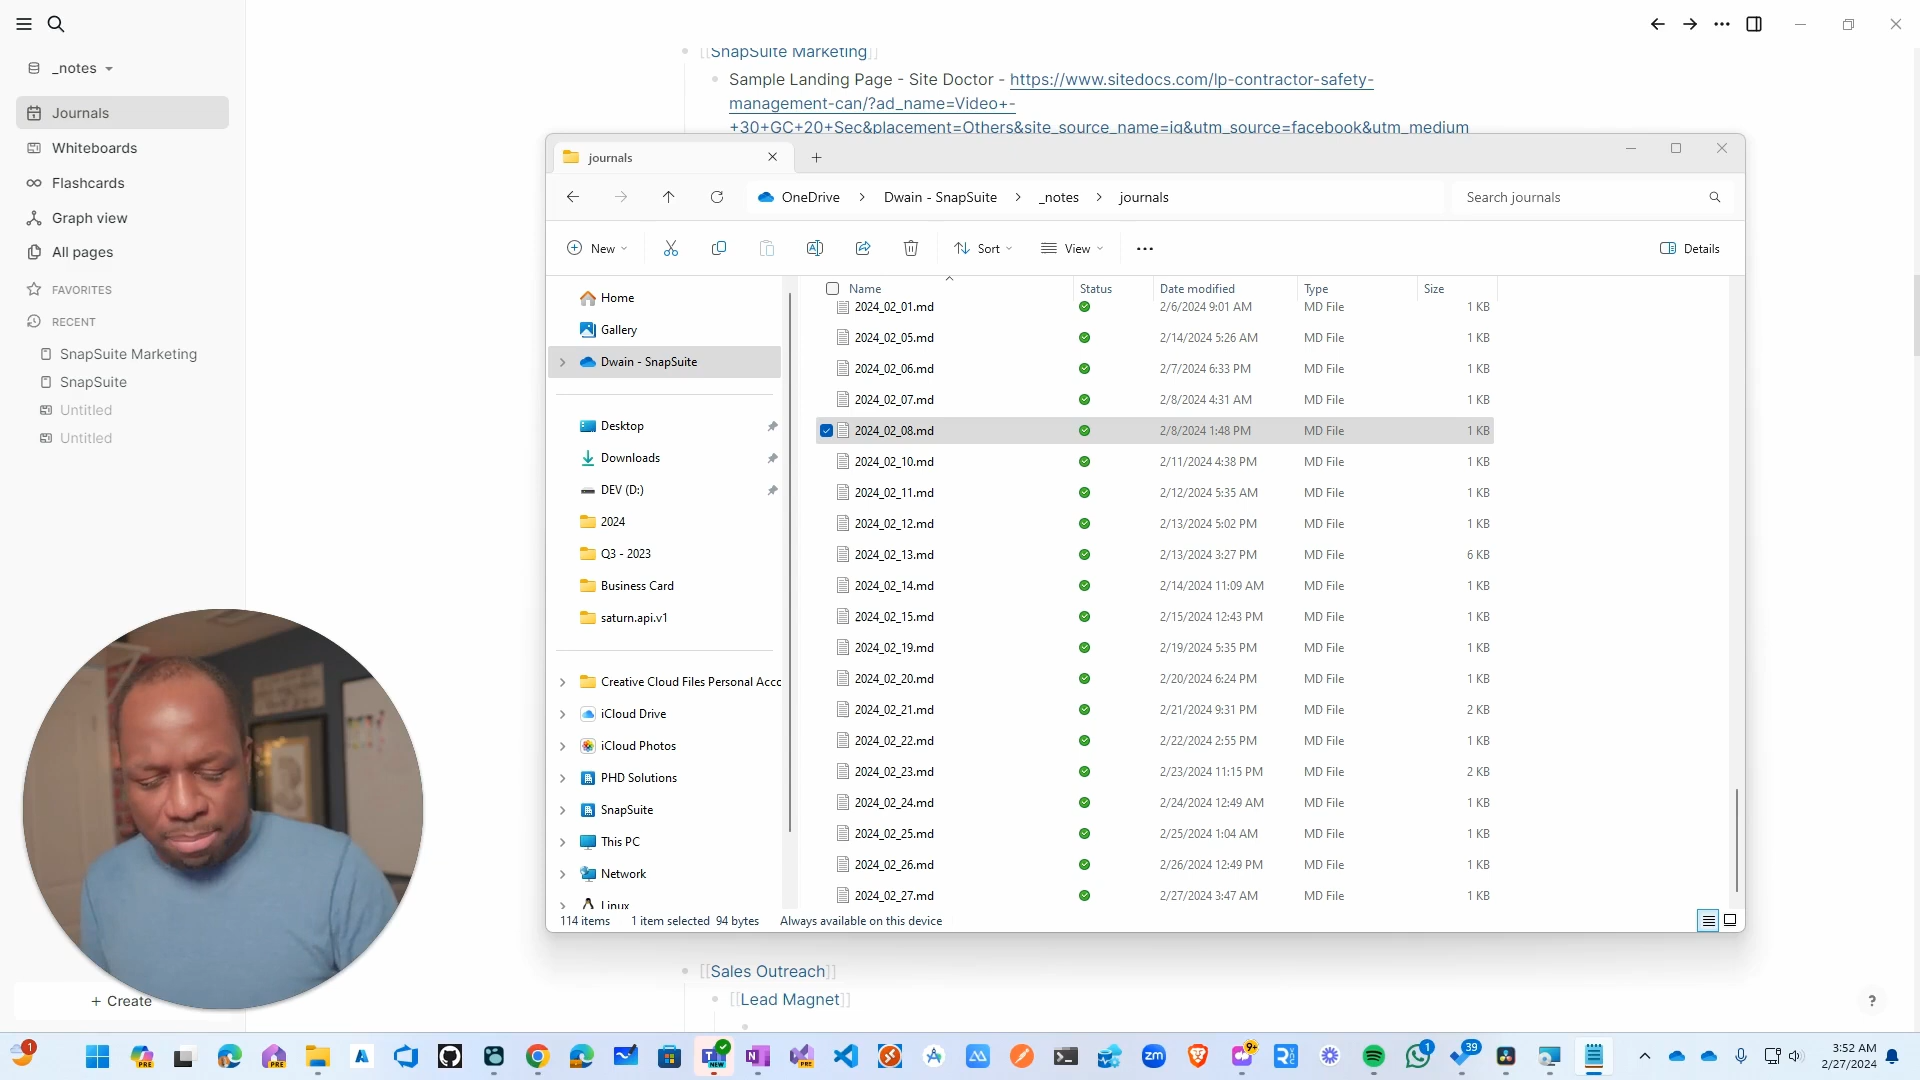 _notes
Journals
Whiteboards
Flashcards
Graph view
All pages
FAVORITES
RECENT
SnapSuite Marketing
SnapSuite
Untitled
Untitled
+ Create
[[SnapSuite Marketing]]
Sample Landing Page - Site Doctor - https://www.sitedocs.com/lp-contractor-safety-
management-can/?ad_name=Video+-
+30+GC+20+Sec&placement=Others&site_source_name=ig&utm_source=facebook&utm_medium
journals
OneDrive > Dwain - SnapSuite > _notes > journals
Search journals
New
Sort
View
Details
Home
Gallery
Dwain - SnapSuite
Desktop
Downloads
DEV (D:)
2024
Q3 - 2023
Business Card
saturn.api.v1
Creative Cloud Files Personal Acco
iCloud Drive
iCloud Photos
PHD Solutions
SnapSuite
This PC
Network
Linux
Name Status Date modified Type Size
2024_02_01.md 2/6/2024 9:01 AM MD File 1 KB
2024_02_05.md 2/14/2024 5:26 AM MD File 1 KB
2024_02_06.md 2/7/2024 6:33 PM MD File 1 KB
2024_02_07.md 2/8/2024 4:31 AM MD File 1 KB
2024_02_08.md 2/8/2024 1:48 PM MD File 1 KB
2024_02_10.md 2/11/2024 4:38 PM MD File 1 KB
2024_02_11.md 2/12/2024 5:35 AM MD File 1 KB
2024_02_12.md 2/13/2024 5:02 PM MD File 1 KB
2024_02_13.md 2/13/2024 3:27 PM MD File 6 KB
2024_02_14.md 2/14/2024 11:09 AM MD File 1 KB
2024_02_15.md 2/15/2024 12:43 PM MD File 1 KB
2024_02_19.md 2/19/2024 5:35 PM MD File 1 KB
2024_02_20.md 2/20/2024 6:24 PM MD File 1 KB
2024_02_21.md 2/21/2024 9:31 PM MD File 2 KB
2024_02_22.md 2/22/2024 2:55 PM MD File 1 KB
2024_02_23.md 2/23/2024 11:15 PM MD File 2 KB
2024_02_24.md 2/24/2024 12:49 AM MD File 1 KB
2024_02_25.md 2/25/2024 1:04 AM MD File 1 KB
2024_02_26.md 2/26/2024 12:49 PM MD File 1 KB
2024_02_27.md 2/27/2024 3:47 AM MD File 1 KB
114 items 1 item selected 94 bytes Always available on this device
[[Sales Outreach]]
[[Lead Magnet]]
?
1
PRE
PRE
NEW
PRE
zm
9+
1
39
3:52 AM
2/27/2024